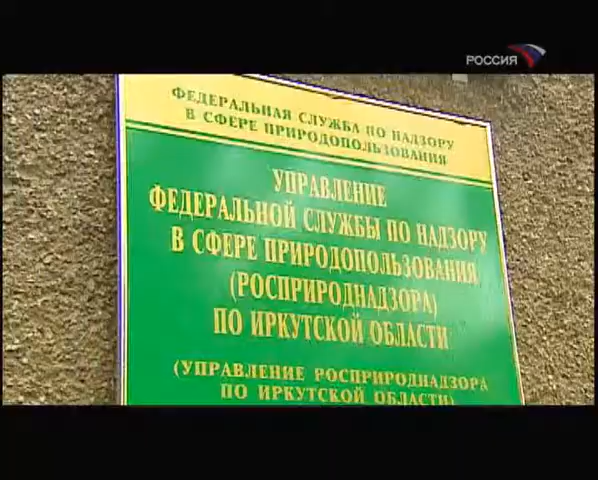 РОССИЯ
ФЕДЕРАЛЬНАЯ СЛУЖБА ПО НАДЗОРУ
В СФЕРЕ ПРИРОДОПОЛЬЗОВАНИЯ
УПРАВЛЕНИЕ
ФЕДЕРАЛЬНОЙ СЛУЖБЫ ПО НАДЗОРУ
В СФЕРЕ ПРИРОДОПОЛЬЗОВАНИЯ
(РОСПРИРОДНАДЗОРА)
ПО ИРКУТСКОЙ ОБЛАСТИ
(УПРАВЛЕНИЕ РОСПРИРОДНАДЗОРА
ПО ИРКУТСКОЙ ОБЛАСТИ)